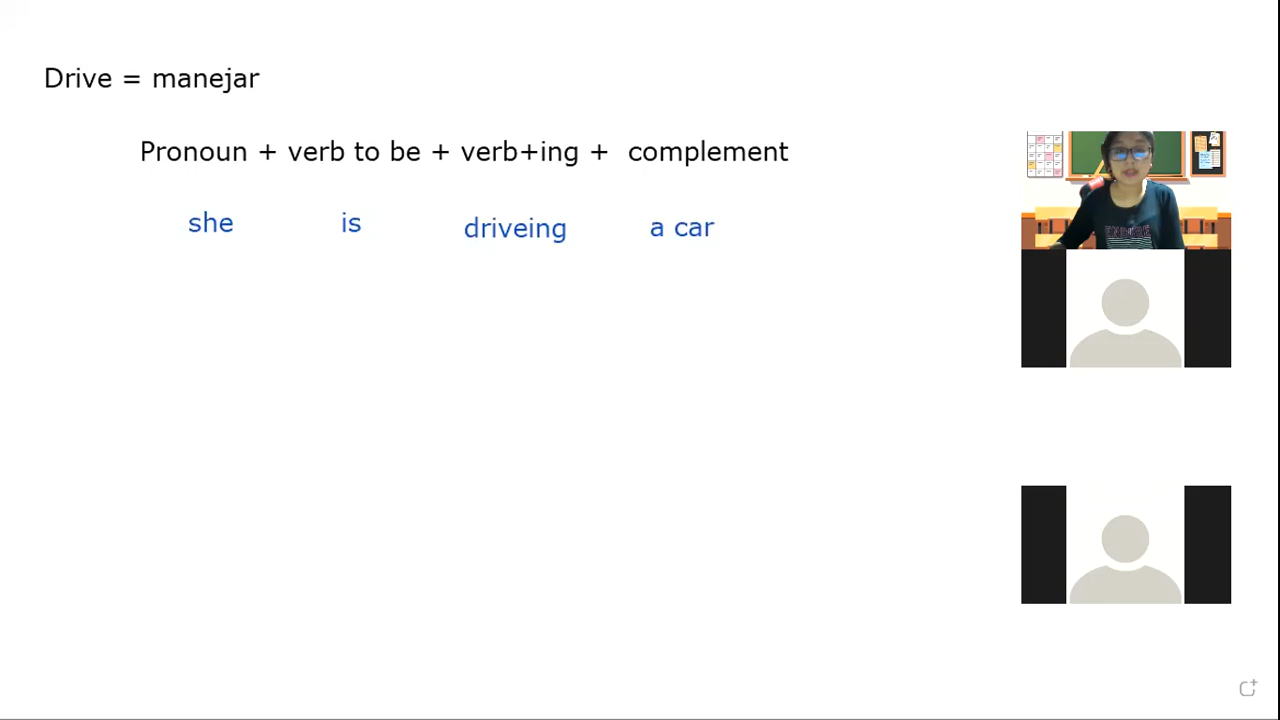 Drive = manejar
Pronoun + verb to be + verb+ing + complement
she is driveing a car